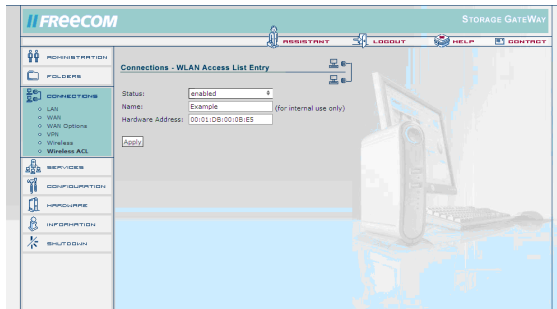 FREECOM
STORAGE GATEWAY
ASSISTANT
LOGOUT
HELP
CONTACT
ADMINISTRATION
FOLDERS
CONNECTIONS
LAN
WAN
WAN Options
VPN
Wireless
Wireless ACL
SERVICES
CONFIGURATION
HARDWARE
INFORMATION
SHUTDOWN
Connections - WLAN Access List Entry
Status: enabled
Name: Example (for internal use only)
Hardware Address: 00:01:DB:00:0B:E5
Apply